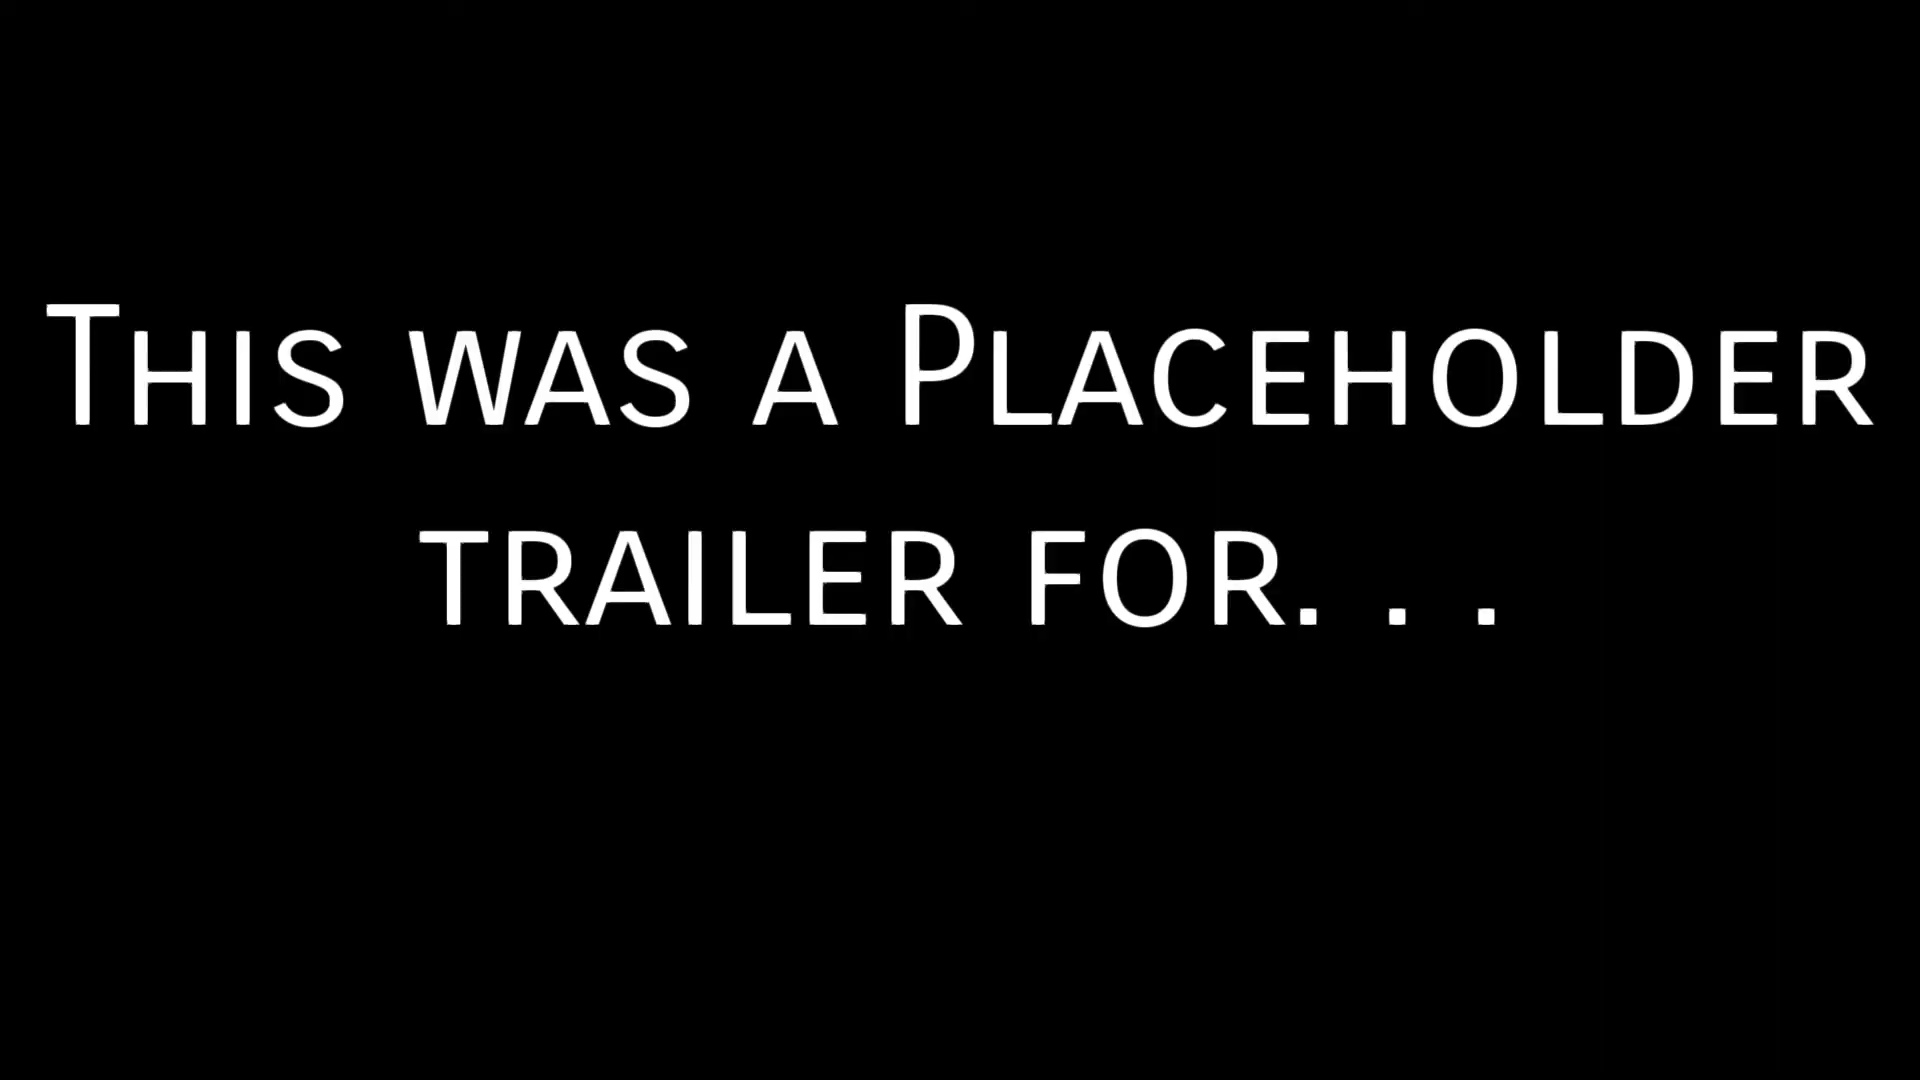 This was a Placeholder
trailer for. . .